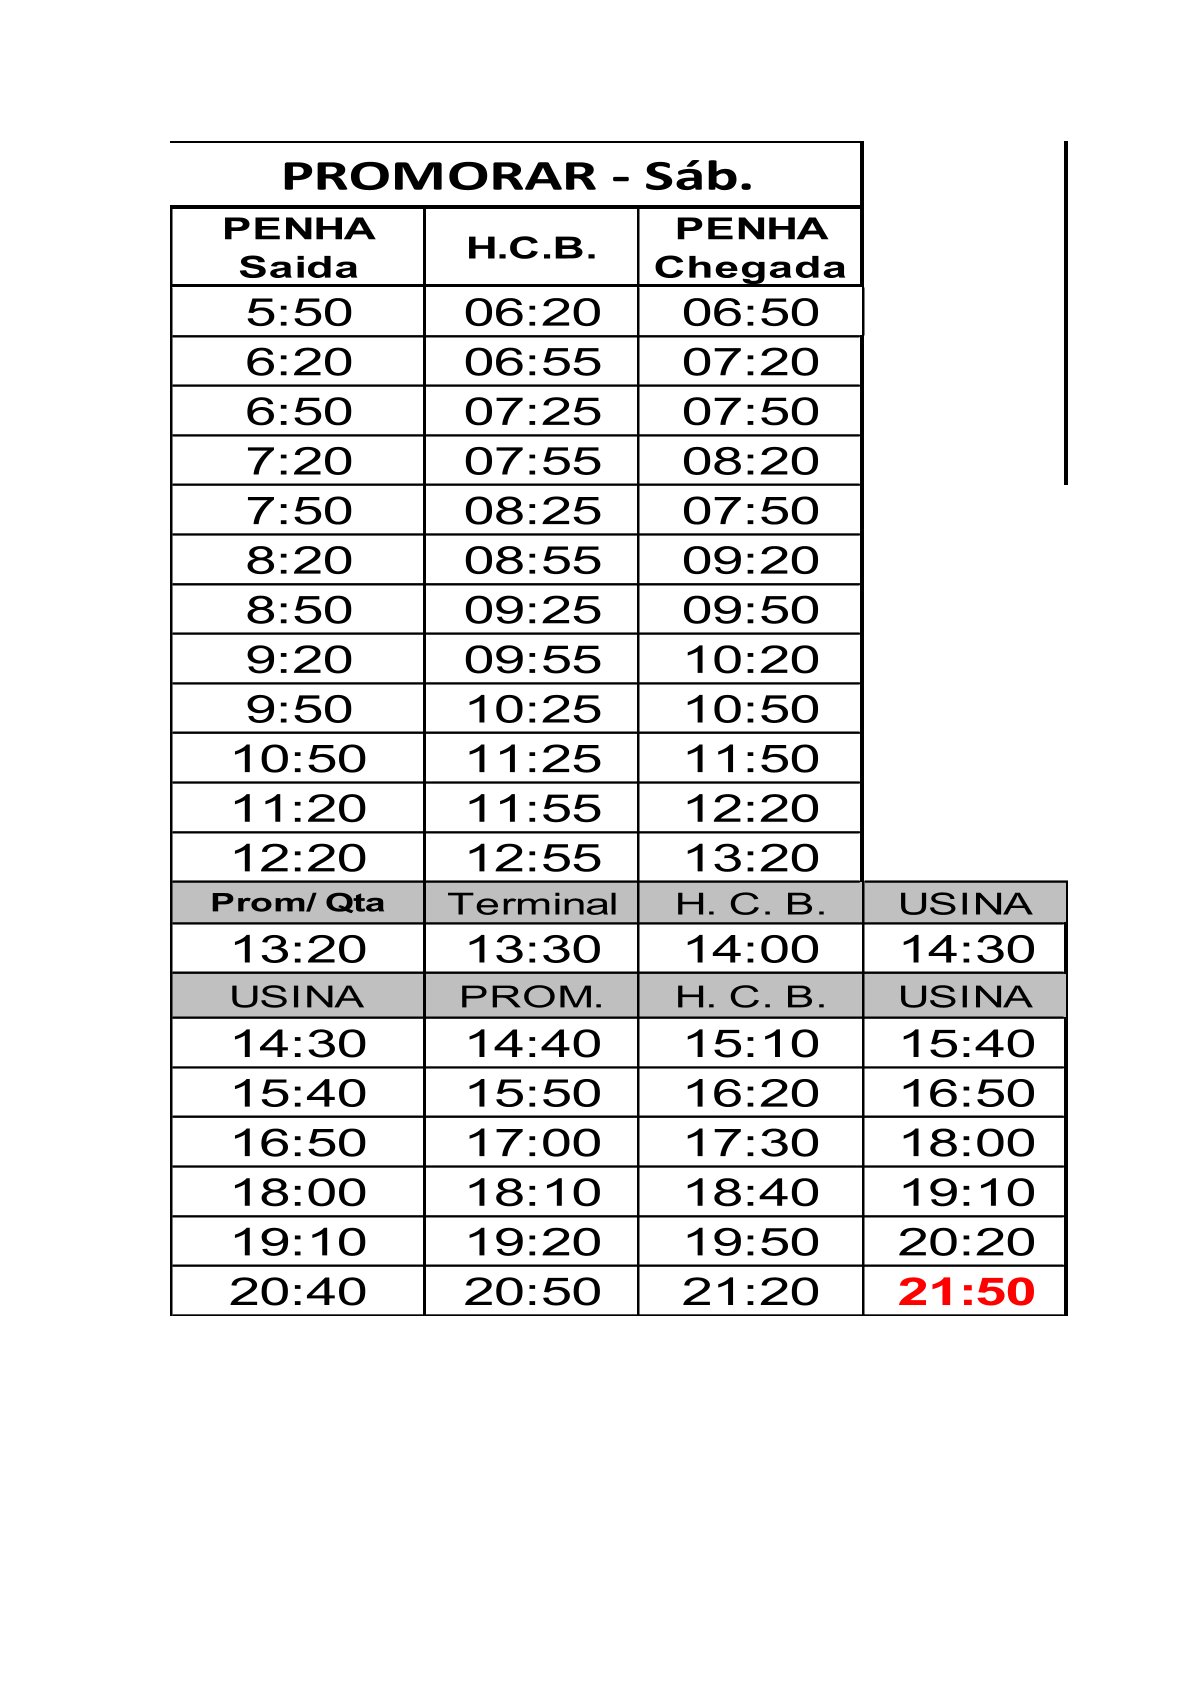 PROMORAR - Sáb.
PENHA Saida H.C.B. PENHA Chegada
5:50 06:20 06:50
6:20 06:55 07:20
6:50 07:25 07:50
7:20 07:55 08:20
7:50 08:25 07:50
8:20 08:55 09:20
8:50 09:25 09:50
9:20 09:55 10:20
9:50 10:25 10:50
10:50 11:25 11:50
11:20 11:55 12:20
12:20 12:55 13:20
Prom/ Qta Terminal H. C. B. USINA
13:20 13:30 14:00 14:30
USINA PROM. H. C. B. USINA
14:30 14:40 15:10 15:40
15:40 15:50 16:20 16:50
16:50 17:00 17:30 18:00
18:00 18:10 18:40 19:10
19:10 19:20 19:50 20:20
20:40 20:50 21:20 21:50